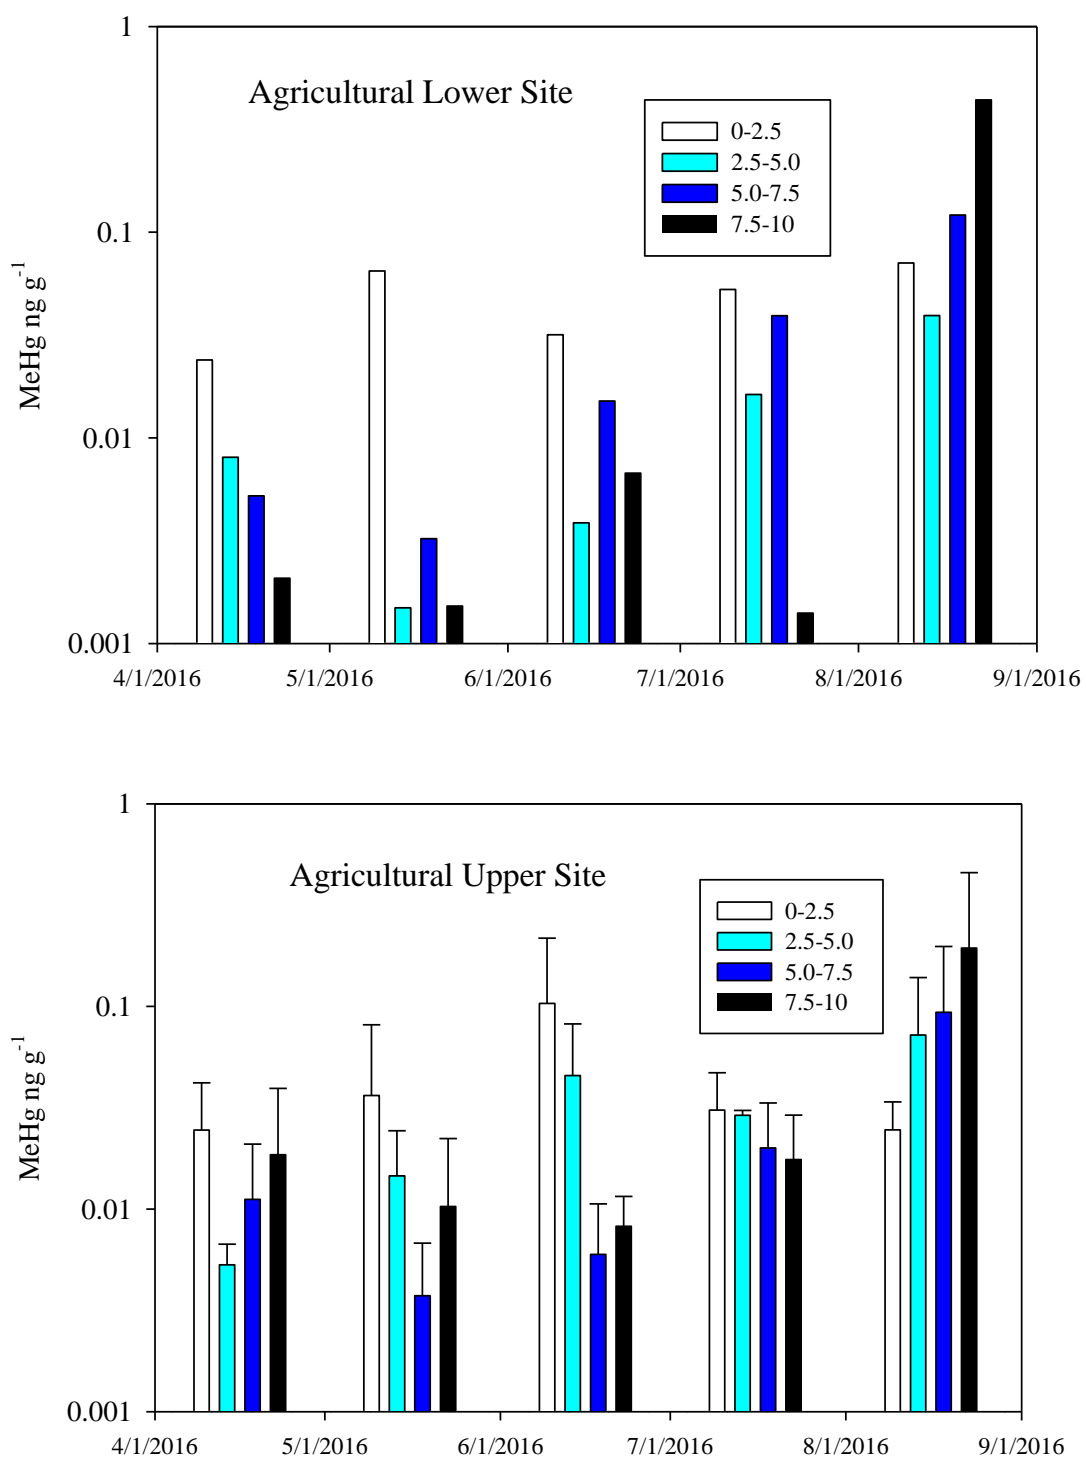 1
Agricultural Lower Site
0-2.5
2.5-5.0
5.0-7.5
7.5-10
0.1
MeHg ng g⁻¹
0.01
0.001
4/1/2016 5/1/2016 6/1/2016 7/1/2016 8/1/2016 9/1/2016
1
Agricultural Upper Site
0-2.5
2.5-5.0
5.0-7.5
7.5-10
0.1
MeHg ng g⁻¹
0.01
0.001
4/1/2016 5/1/2016 6/1/2016 7/1/2016 8/1/2016 9/1/2016